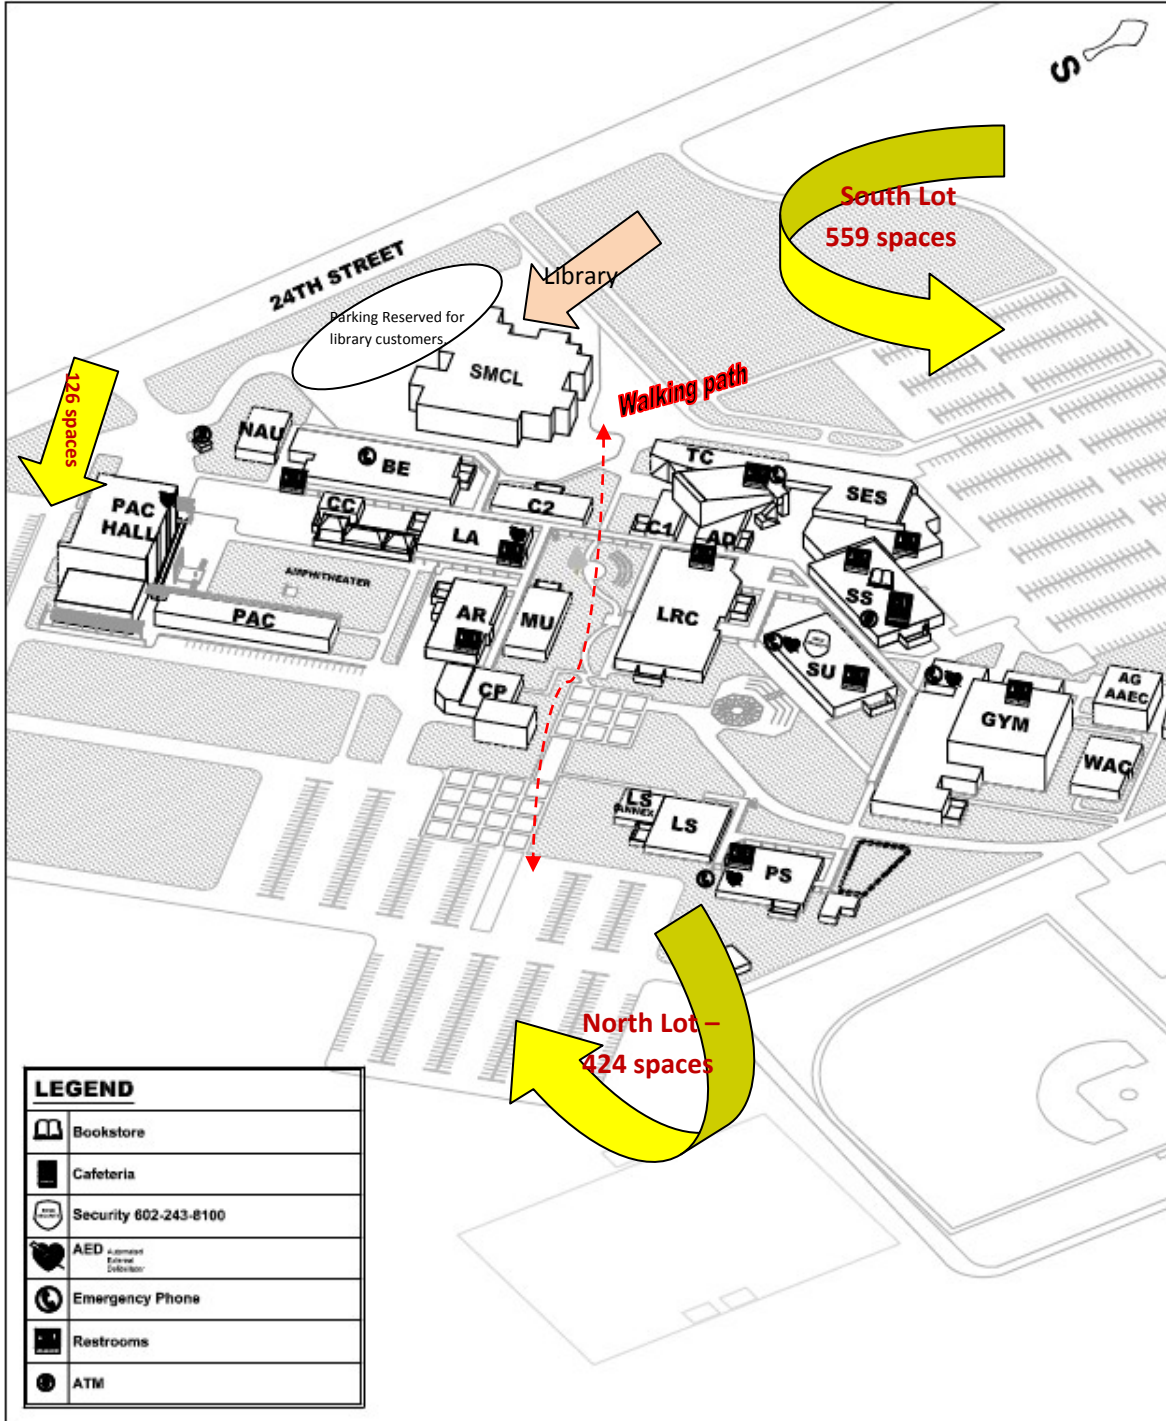 S
South Lot
559 spaces
24TH STREET
Library
Parking Reserved for
library customers.
SMCL
Walking path
126 spaces
NAU
BE
TC
SES
PAC
HALL
CC
C2
C1
AD
LA
AMPHITHEATER
SS
PAC
AR
MU
LRC
SU
CP
GYM
AG
AAEC
WAC
LS
ANNEX
LS
PS
North Lot –
424 spaces
LEGEND
Bookstore
Cafeteria
Security 602-243-8100
AED Automated
External
Defibrillator
Emergency Phone
Restrooms
ATM